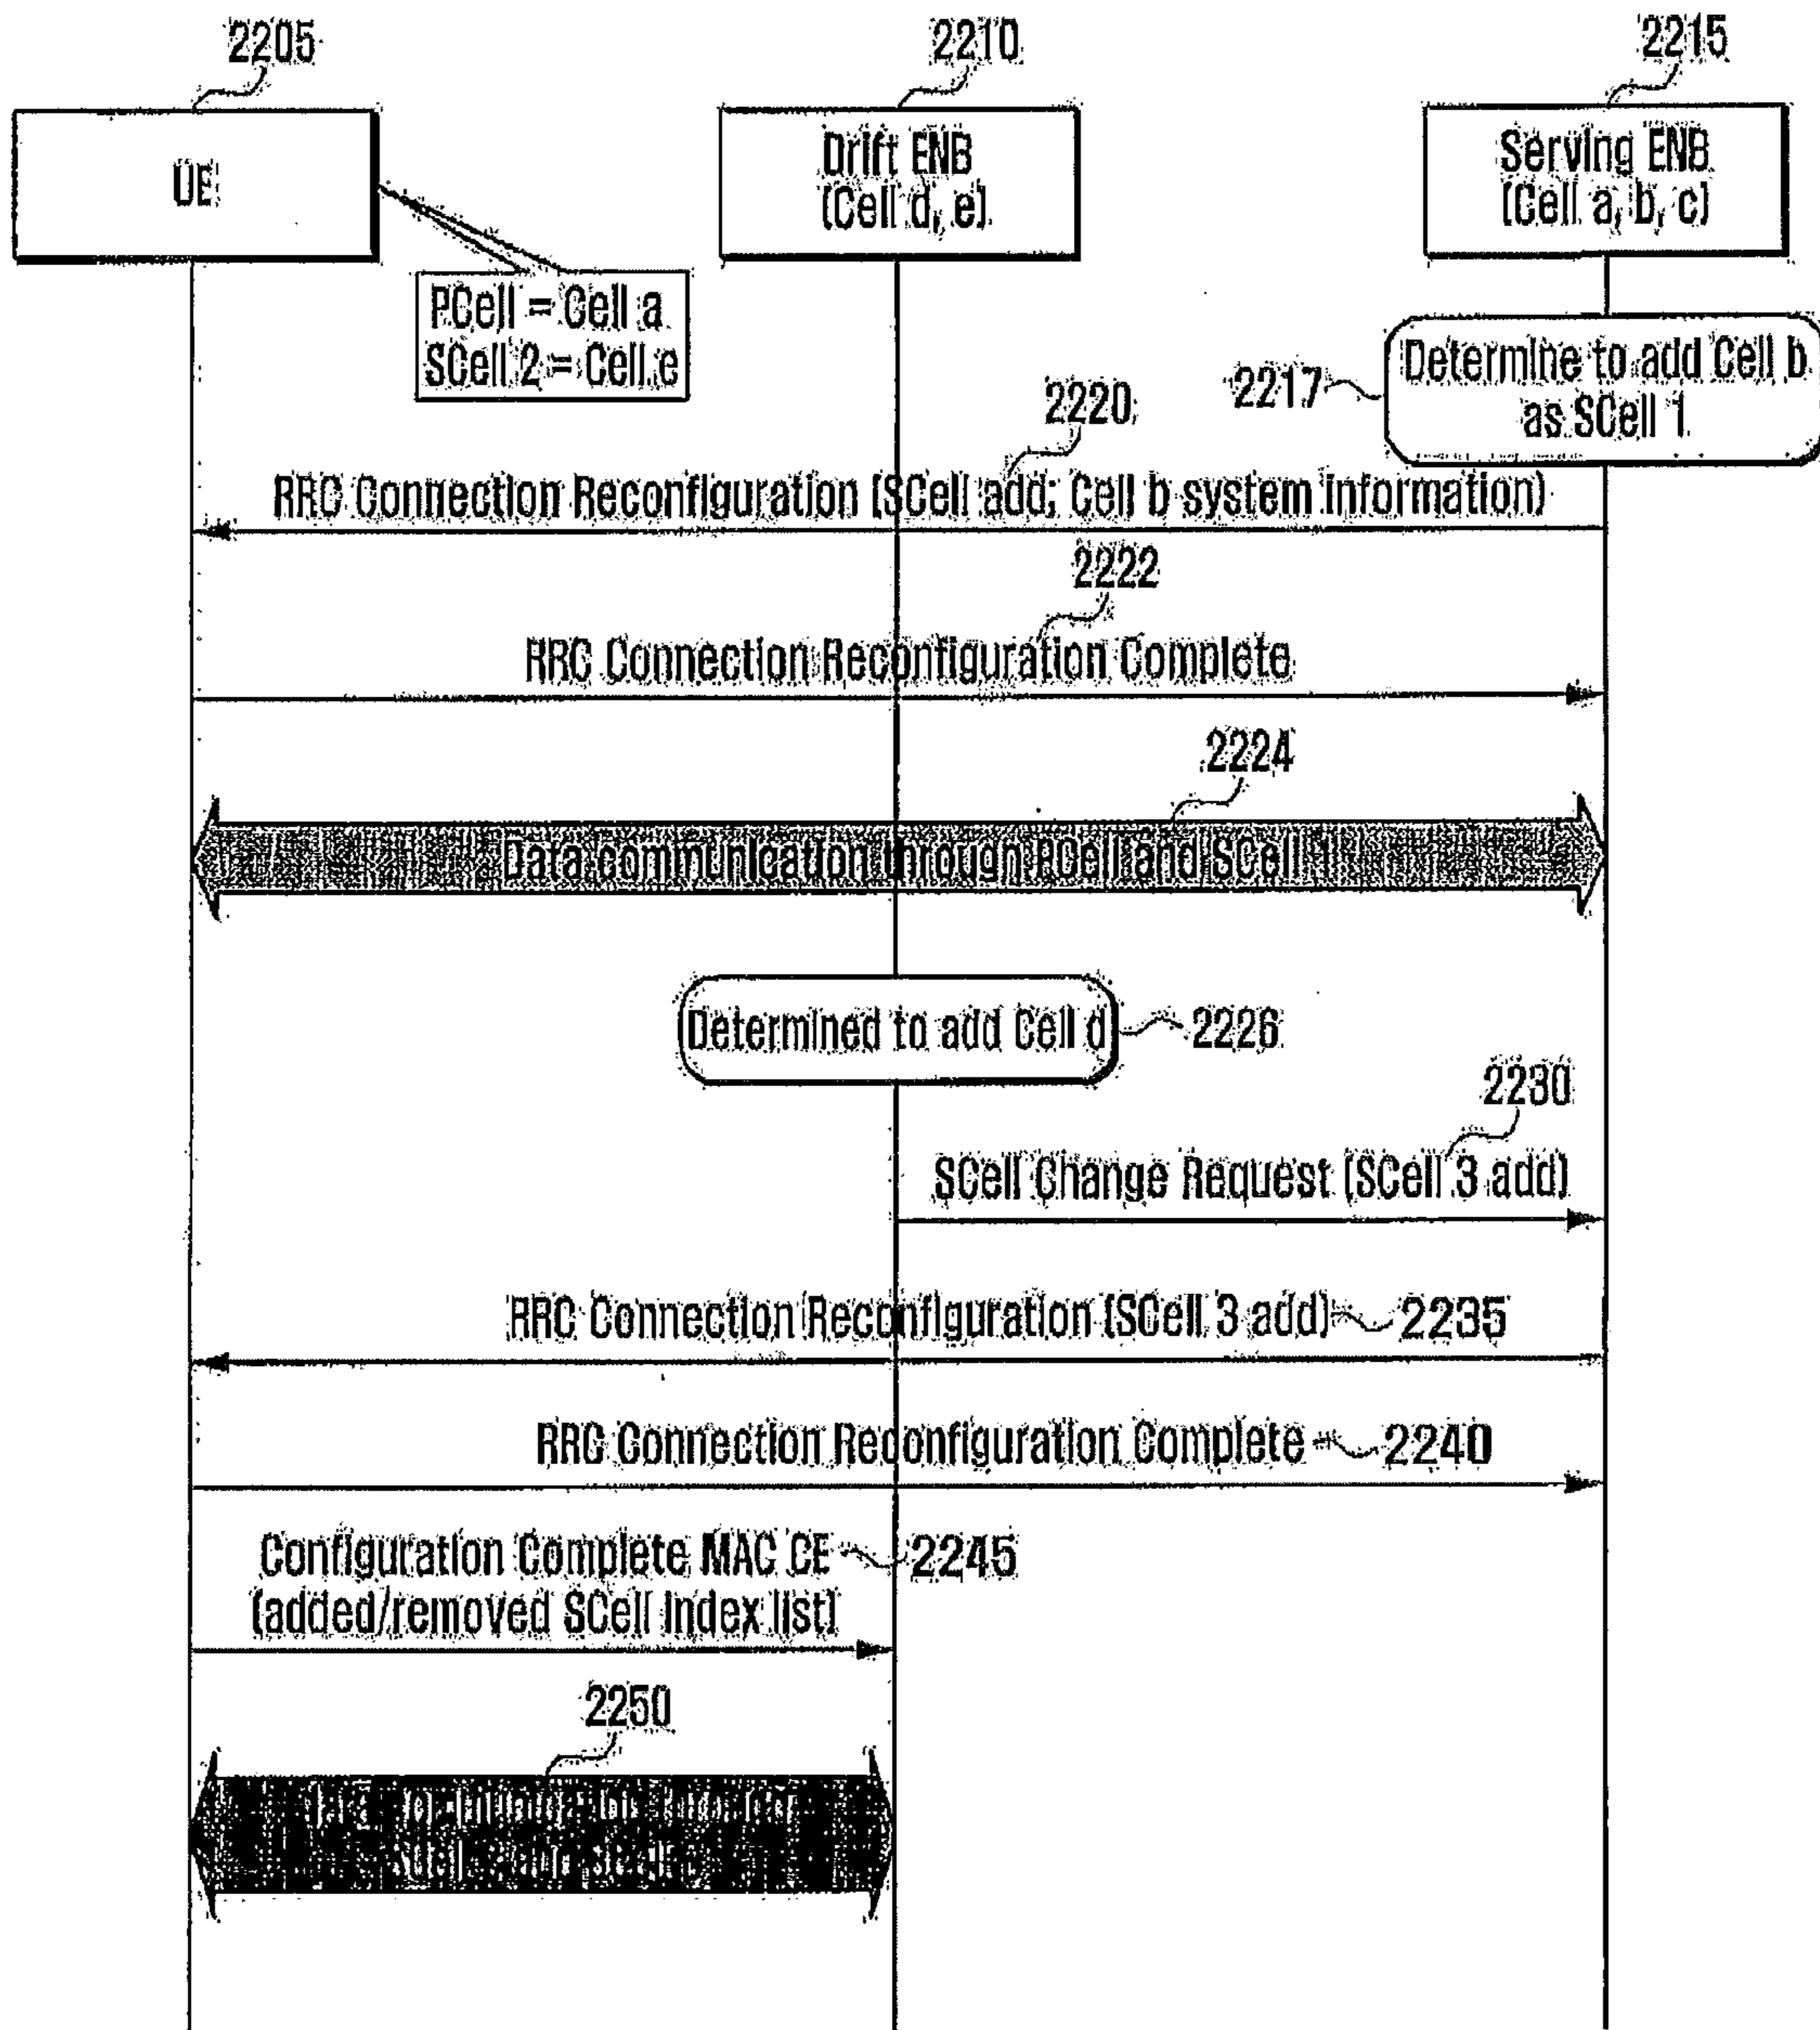 2205
2210
2215
UE
Drift ENB
(Cell d, e)
Serving ENB
(Cell a, b, c)
PCell = Cell a
SCell 2 = Cell e
2217
Determine to add Cell b
as SCell 1
2220
RRC Connection Reconfiguration (SCell add; Cell b system information)
2222
RRC Connection Reconfiguration Complete
2224
Data communication through PCell and SCell 1
Determined to add Cell d
2226
2230
SCell Change Request (SCell 3 add)
RRC Connection Reconfiguration (SCell 3 add)
2235
RRC Connection Reconfiguration Complete
2240
Configuration Complete MAC CE
2245
(added/removed SCell index list)
2250
Data communication through